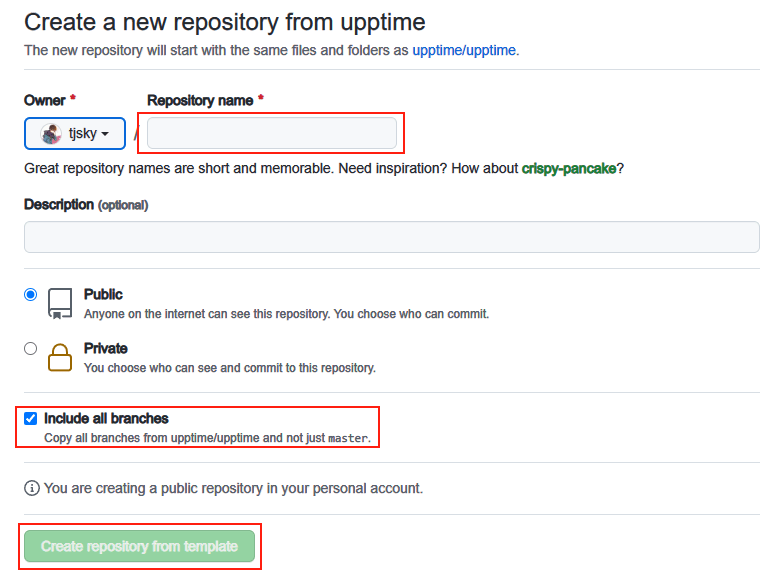 Create a new repository from upptime
The new repository will start with the same files and folders as upptime/upptime.
Owner * Repository name *
tjsky /
Great repository names are short and memorable. Need inspiration? How about crispy-pancake?
Description (optional)
Public
Anyone on the internet can see this repository. You choose who can commit.
Private
You choose who can see and commit to this repository.
Include all branches
Copy all branches from upptime/upptime and not just master.
You are creating a public repository in your personal account.
Create repository from template